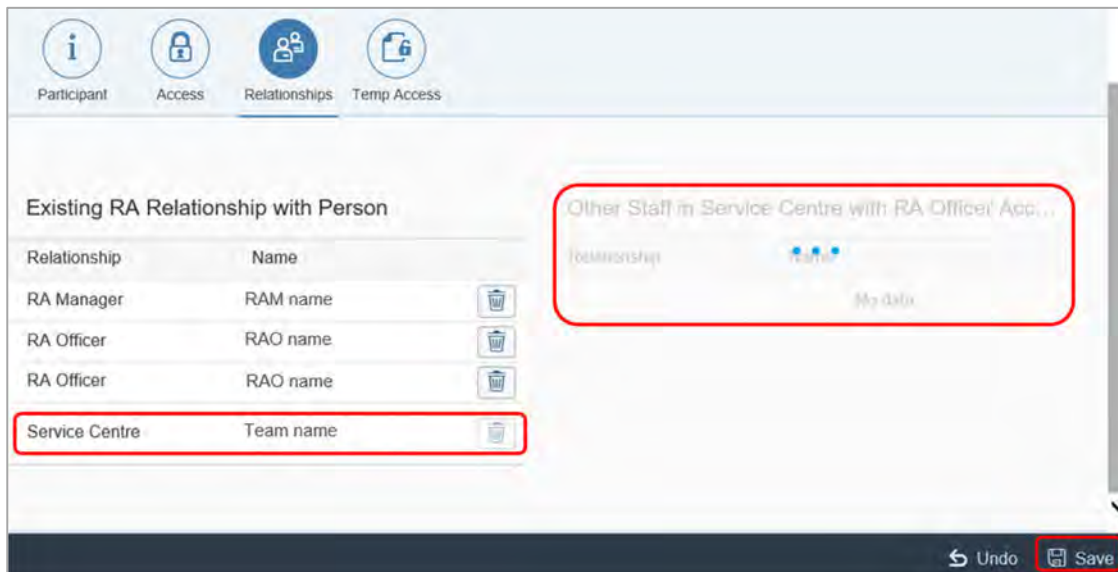 Participant Access Relationships Temp Access
Existing RA Relationship with Person
Relationship Name
RA Manager RAM name
RA Officer RAO name
RA Officer RAO name
Service Centre Team name
Other Staff in Service Centre with RA Officer Acc...
Relationship Name
No data
Undo Save